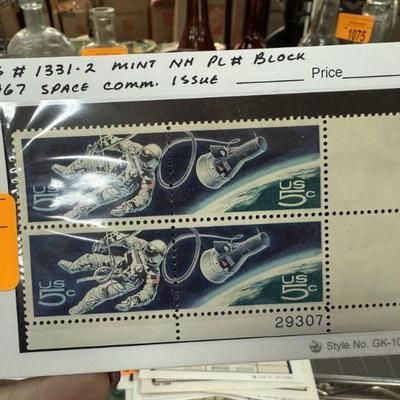 # 1331-2 MINT NH PL# BLOCK
67 SPACE COMM. ISSUE Price
1075
US 5c
US 5c
US 5c
US 5c
29307
Style No. GK-10